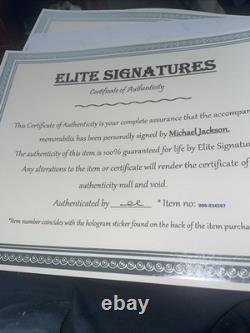 ELITE SIGNATURES
Certificate of Authenticity
This Certificate of Authenticity is your complete assurance that the accompa
memorabilia has been personally signed by Michael Jackson.
The authenticity of this item is 100% guaranteed for life by Elite Signatur
Any alterations to the item or certificate will render the certificate of
authenticity null and void.
Authenticated by * Item no:
*Item number coincides with the hologram sticker found on the back of the item purchas